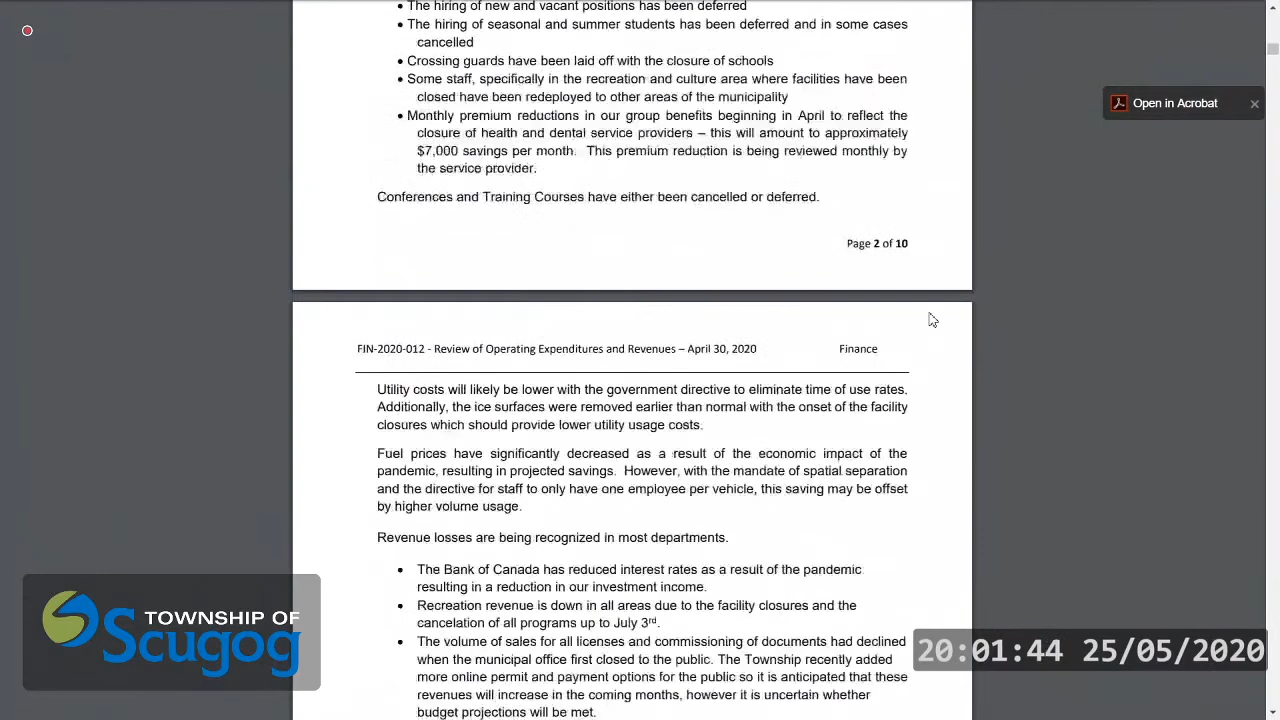 • The hiring of new and vacant positions has been deferred
• The hiring of seasonal and summer students has been deferred and in some cases
cancelled
• Crossing guards have been laid off with the closure of schools
• Some staff, specifically in the recreation and culture area where facilities have been
closed have been redeployed to other areas of the municipality
• Monthly premium reductions in our group benefits beginning in April to reflect the
closure of health and dental service providers – this will amount to approximately
$7,000 savings per month. This premium reduction is being reviewed monthly by
the service provider.
Conferences and Training Courses have either been cancelled or deferred.
Page 2 of 10
Open in Acrobat
FIN-2020-012 - Review of Operating Expenditures and Revenues – April 30, 2020 Finance
Utility costs will likely be lower with the government directive to eliminate time of use rates.
Additionally, the ice surfaces were removed earlier than normal with the onset of the facility
closures which should provide lower utility usage costs.
Fuel prices have significantly decreased as a result of the economic impact of the
pandemic, resulting in projected savings. However, with the mandate of spatial separation
and the directive for staff to only have one employee per vehicle, this saving may be offset
by higher volume usage.
Revenue losses are being recognized in most departments.
• The Bank of Canada has reduced interest rates as a result of the pandemic
resulting in a reduction in our investment income.
• Recreation revenue is down in all areas due to the facility closures and the
cancelation of all programs up to July 3rd.
• The volume of sales for all licenses and commissioning of documents had declined
when the municipal office first closed to the public. The Township recently added
more online permit and payment options for the public so it is anticipated that these
revenues will increase in the coming months, however it is uncertain whether
budget projections will be met.
TOWNSHIP OF
Scugog
20:01:44 25/05/2020